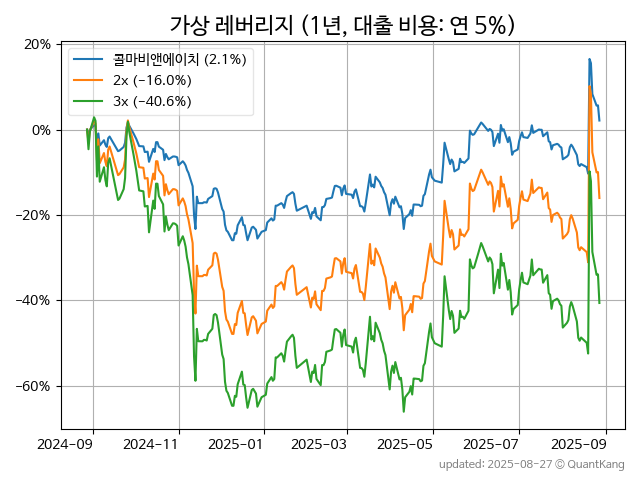 가상 레버리지 (1년, 대출 비용: 연 5%)
콜마비앤에이치 (2.1%)
2x (−16.0%)
3x (−40.6%)
20%
0%
−20%
−40%
−60%
2024-09
2024-11
2025-01
2025-03
2025-05
2025-07
2025-09
updated: 2025-08-27 © QuantKang